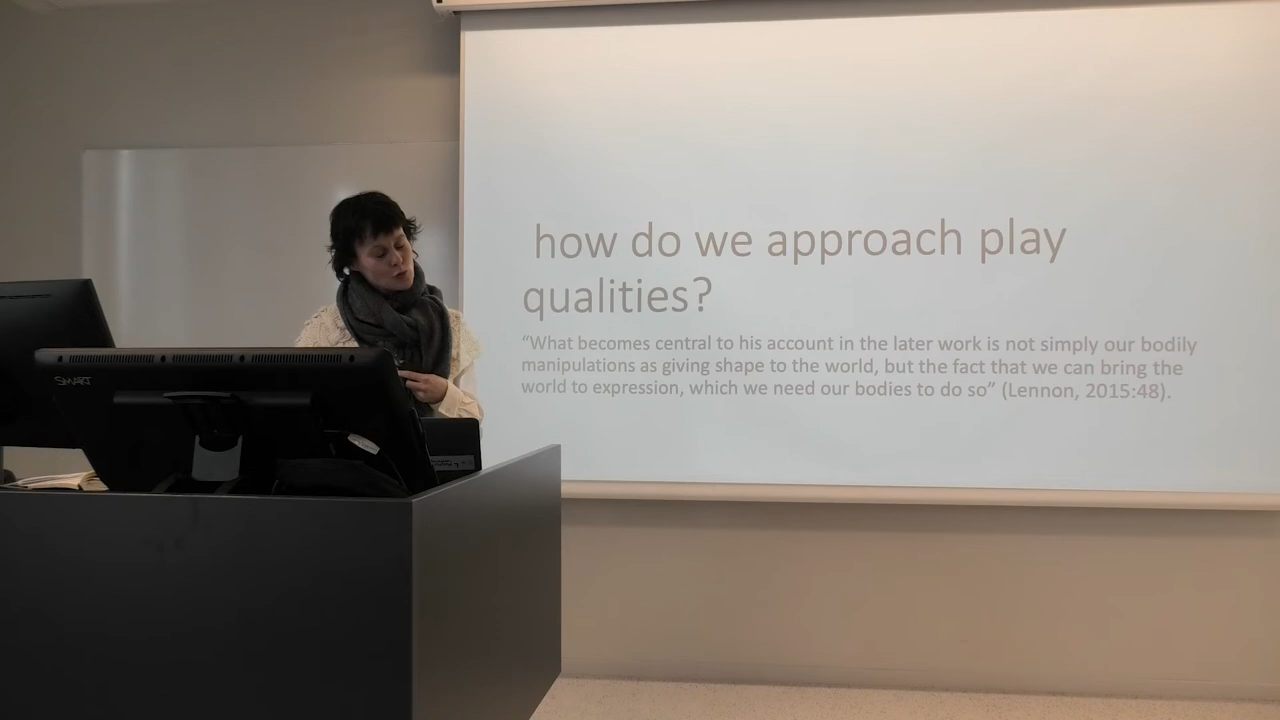 how do we approach play
qualities?
“What becomes central to his account in the later work is not simply our bodily
manipulations as giving shape to the world, but the fact that we can bring the
world to expression, which we need our bodies to do so” (Lennon, 2015:48).
SMART